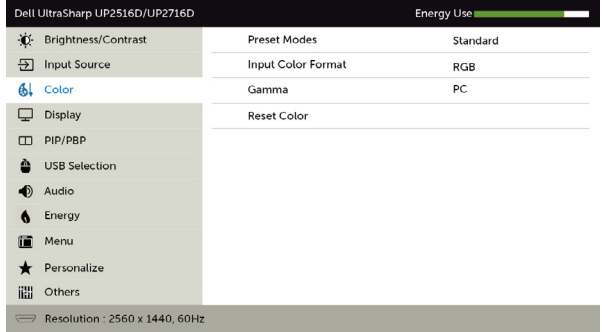 Dell UltraSharp UP2516D/UP2716D Energy Use
Brightness/Contrast Preset Modes Standard
Input Source Input Color Format RGB
Color Gamma PC
Display Reset Color
PIP/PBP
USB Selection
Audio
Energy
Menu
Personalize
Others
Resolution : 2560 x 1440, 60Hz